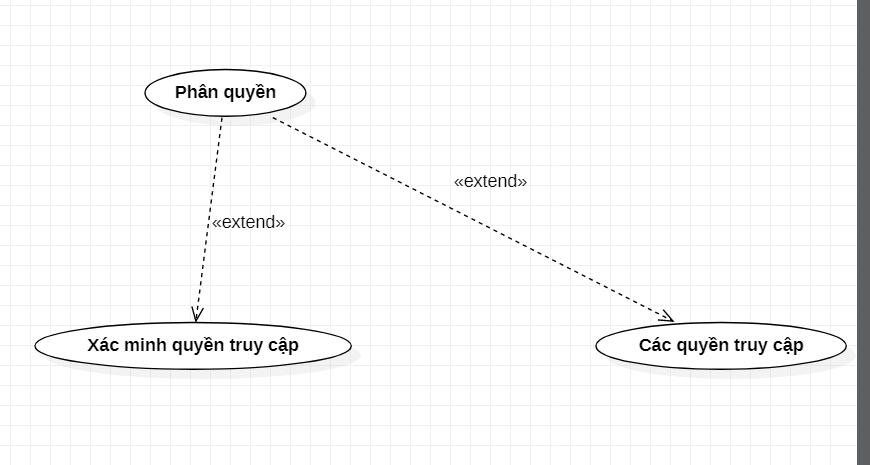 Phân quyền
«extend»
«extend»
Xác minh quyền truy cập
Các quyền truy cập